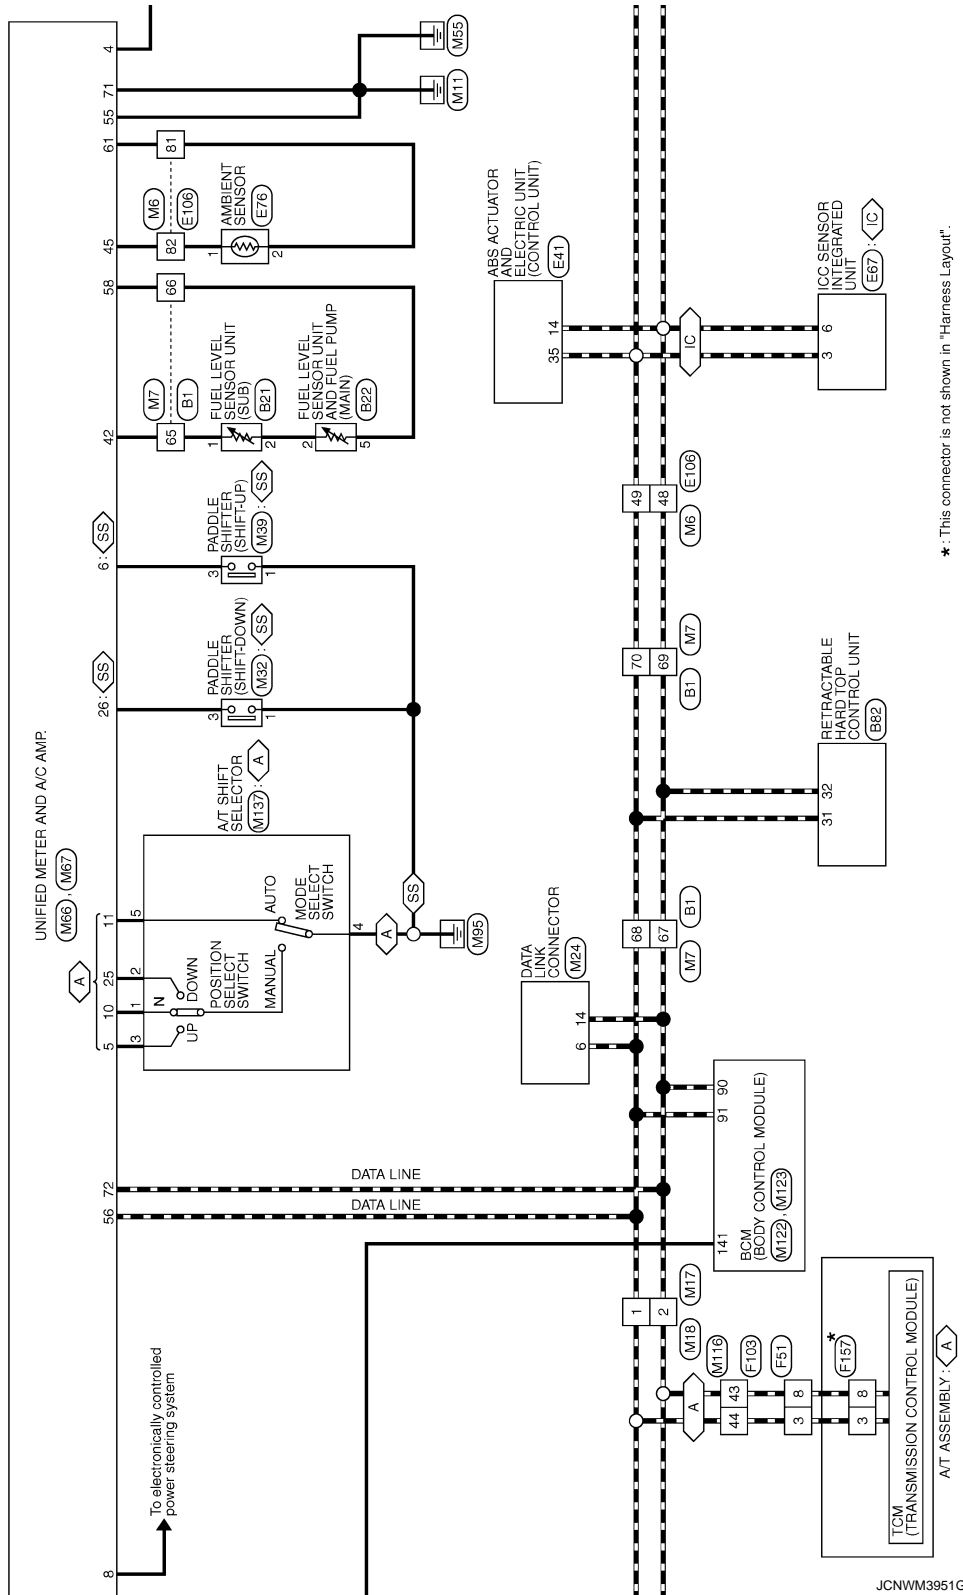 UNIFIED METER AND A/C AMP.
M66 , M67
8
To electronically controlled
power steering system
56
72
DATA LINE
DATA LINE
A
5
10
25
11
3
1
2
5
N
UP
DOWN
POSITION
SELECT
SWITCH
MANUAL
AUTO
MODE
SELECT
SWITCH
4
A/T SHIFT
SELECTOR
M137 : A
A
SS
M95
26 : SS
3
1
PADDLE
SHIFTER
(SHIFT-DOWN)
M32 : SS
6 : SS
3
1
PADDLE
SHIFTER
(SHIFT-UP)
M39 : SS
42
65
M7
B1
66
58
1
2
FUEL LEVEL
SENSOR UNIT
(SUB)
B21
2
5
FUEL LEVEL
SENSOR UNIT
AND FUEL PUMP
(MAIN)
B22
45
82
M6
E106
81
61
1
2
AMBIENT
SENSOR
E76
55
71
4
M11
M55
DATA
LINK
CONNECTOR
M24
6
14
ABS ACTUATOR
AND
ELECTRIC UNIT
(CONTROL UNIT)
E41
35
14
1
2
M18
M17
68
67
M7
B1
70
69
B1
M7
49
48
M6
E106
IC
A
44
43
M116
F103
3
8
F51
3
8
*
F157
TCM
(TRANSMISSION CONTROL MODULE)
A/T ASSEMBLY : A
141
91
90
BCM
(BODY CONTROL MODULE)
M122 , M123
31
32
RETRACTABLE
HARD TOP
CONTROL UNIT
B82
3
6
ICC SENSOR
INTEGRATED
UNIT
E67 : IC
* : This connector is not shown in "Harness Layout".
JCNWM3951G